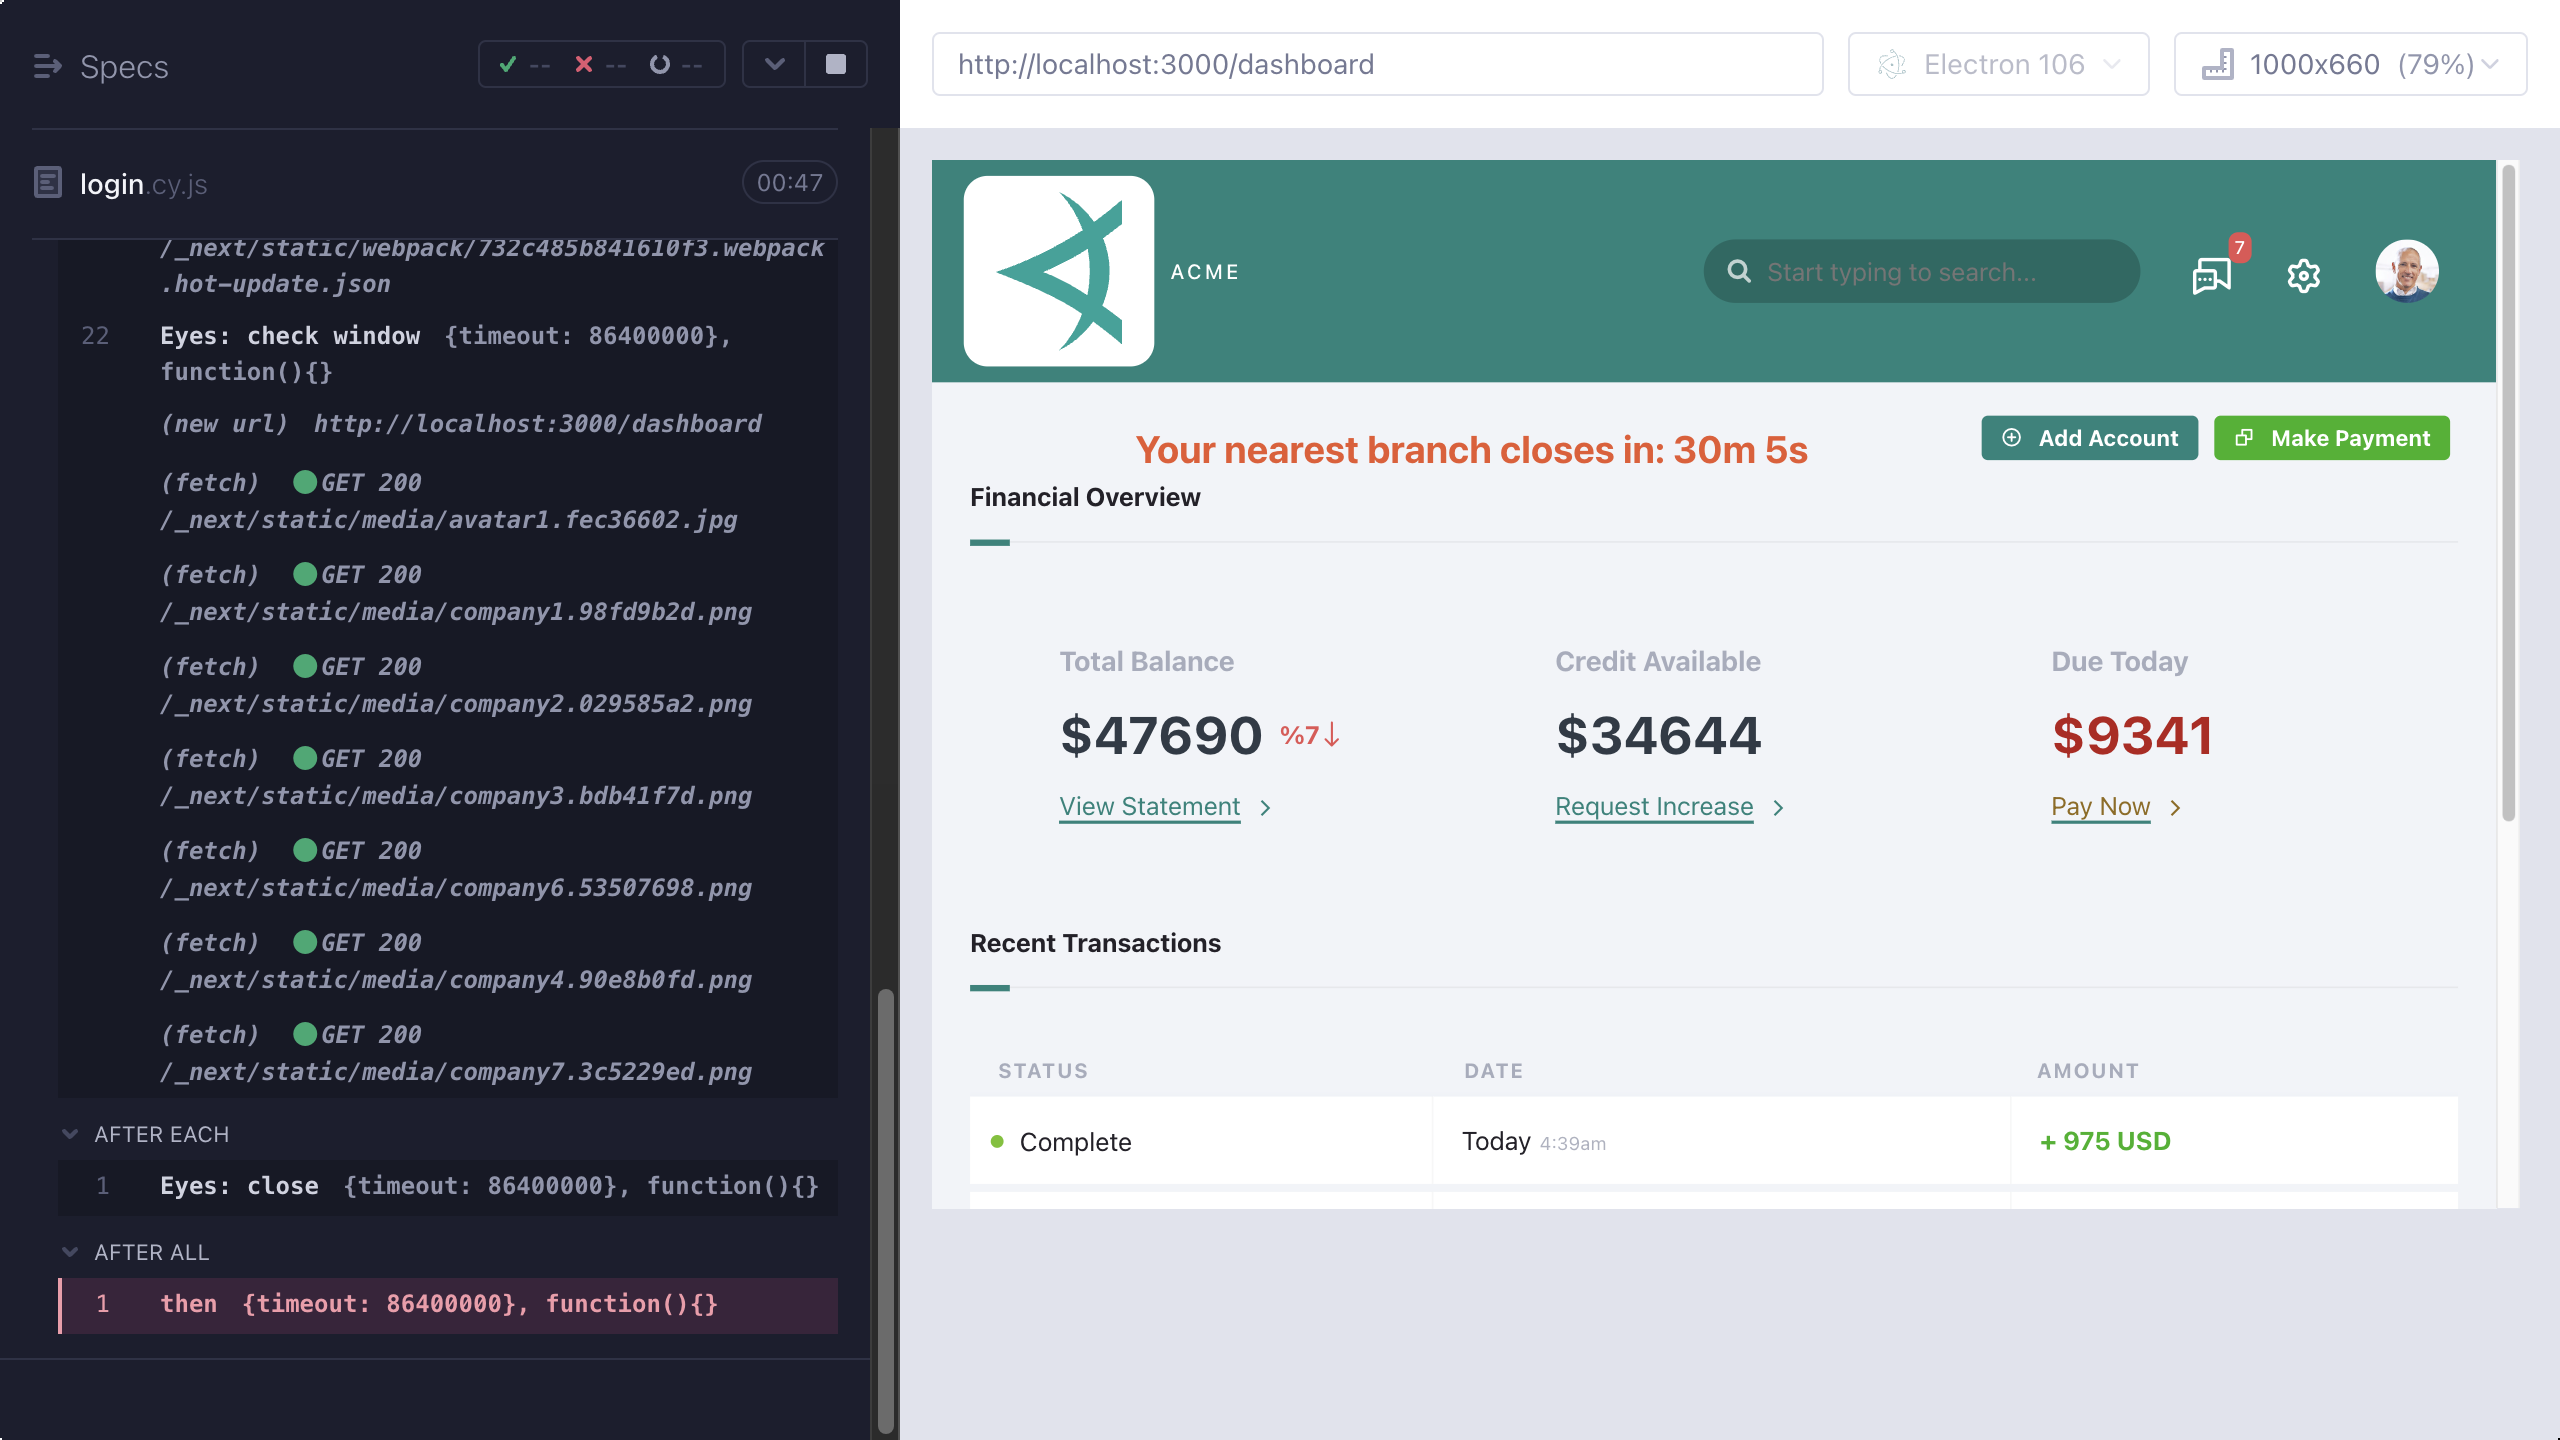 Specs
-- -- --
login.cy.js
00:47
/_next/static/webpack/732c485b841610f3.webpack
.hot-update.json
22 Eyes: check window {timeout: 86400000},
function(){}
(new url) http://localhost:3000/dashboard
(fetch) GET 200
/_next/static/media/avatar1.fec36602.jpg
(fetch) GET 200
/_next/static/media/company1.98fd9b2d.png
(fetch) GET 200
/_next/static/media/company2.029585a2.png
(fetch) GET 200
/_next/static/media/company3.bdb41f7d.png
(fetch) GET 200
/_next/static/media/company6.53507698.png
(fetch) GET 200
/_next/static/media/company4.90e8b0fd.png
(fetch) GET 200
/_next/static/media/company7.3c5229ed.png
AFTER EACH
1 Eyes: close {timeout: 86400000}, function(){}
AFTER ALL
1 then {timeout: 86400000}, function(){}
http://localhost:3000/dashboard
Electron 106
1000x660 (79%)
ACME
Start typing to search...
7
Your nearest branch closes in: 30m 5s
Add Account
Make Payment
Financial Overview
Total Balance
$47690 %7↓
View Statement
Credit Available
$34644
Request Increase
Due Today
$9341
Pay Now
Recent Transactions
STATUS DATE AMOUNT
Complete Today 4:39am + 975 USD